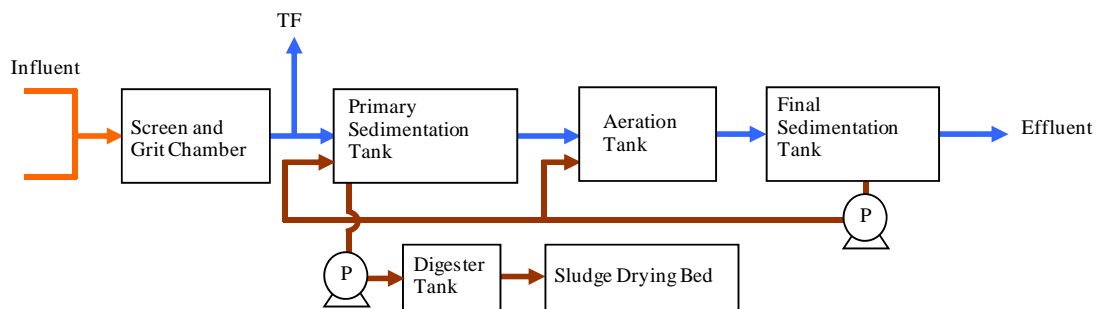 TF
Influent
Screen and
Grit Chamber
Primary
Sedimentation
Tank
Aeration
Tank
Final
Sedimentation
Tank
Effluent
P
P
Digester
Tank
Sludge Drying Bed